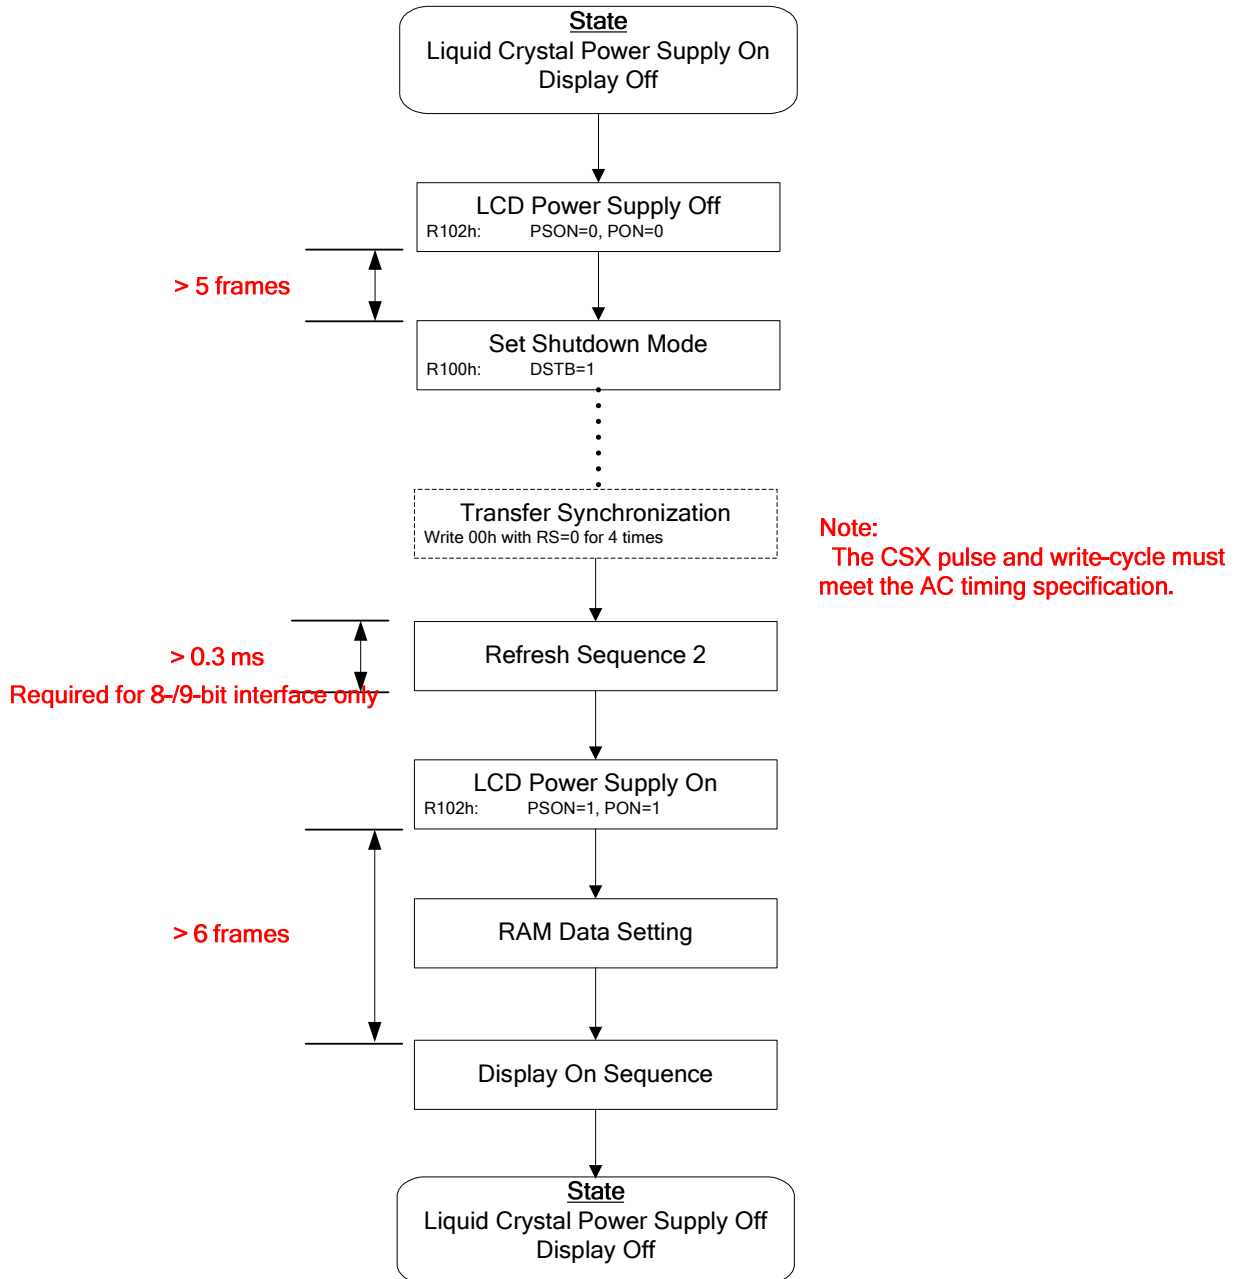 State
Liquid Crystal Power Supply On
Display Off
LCD Power Supply Off
R102h: PSON=0, PON=0
> 5 frames
Set Shutdown Mode
R100h: DSTB=1
Transfer Synchronization
Write 00h with RS=0 for 4 times
Note:
The CSX pulse and write-cycle must
meet the AC timing specification.
> 0.3 ms
Refresh Sequence 2
Required for 8-/9-bit interface only
LCD Power Supply On
R102h: PSON=1, PON=1
RAM Data Setting
> 6 frames
Display On Sequence
State
Liquid Crystal Power Supply Off
Display Off